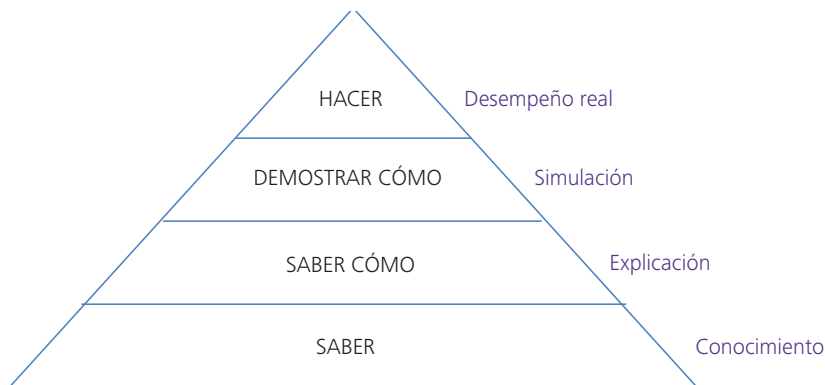 HACER Desempeño real
DEMOSTRAR CÓMO Simulación
SABER CÓMO Explicación
SABER Conocimiento